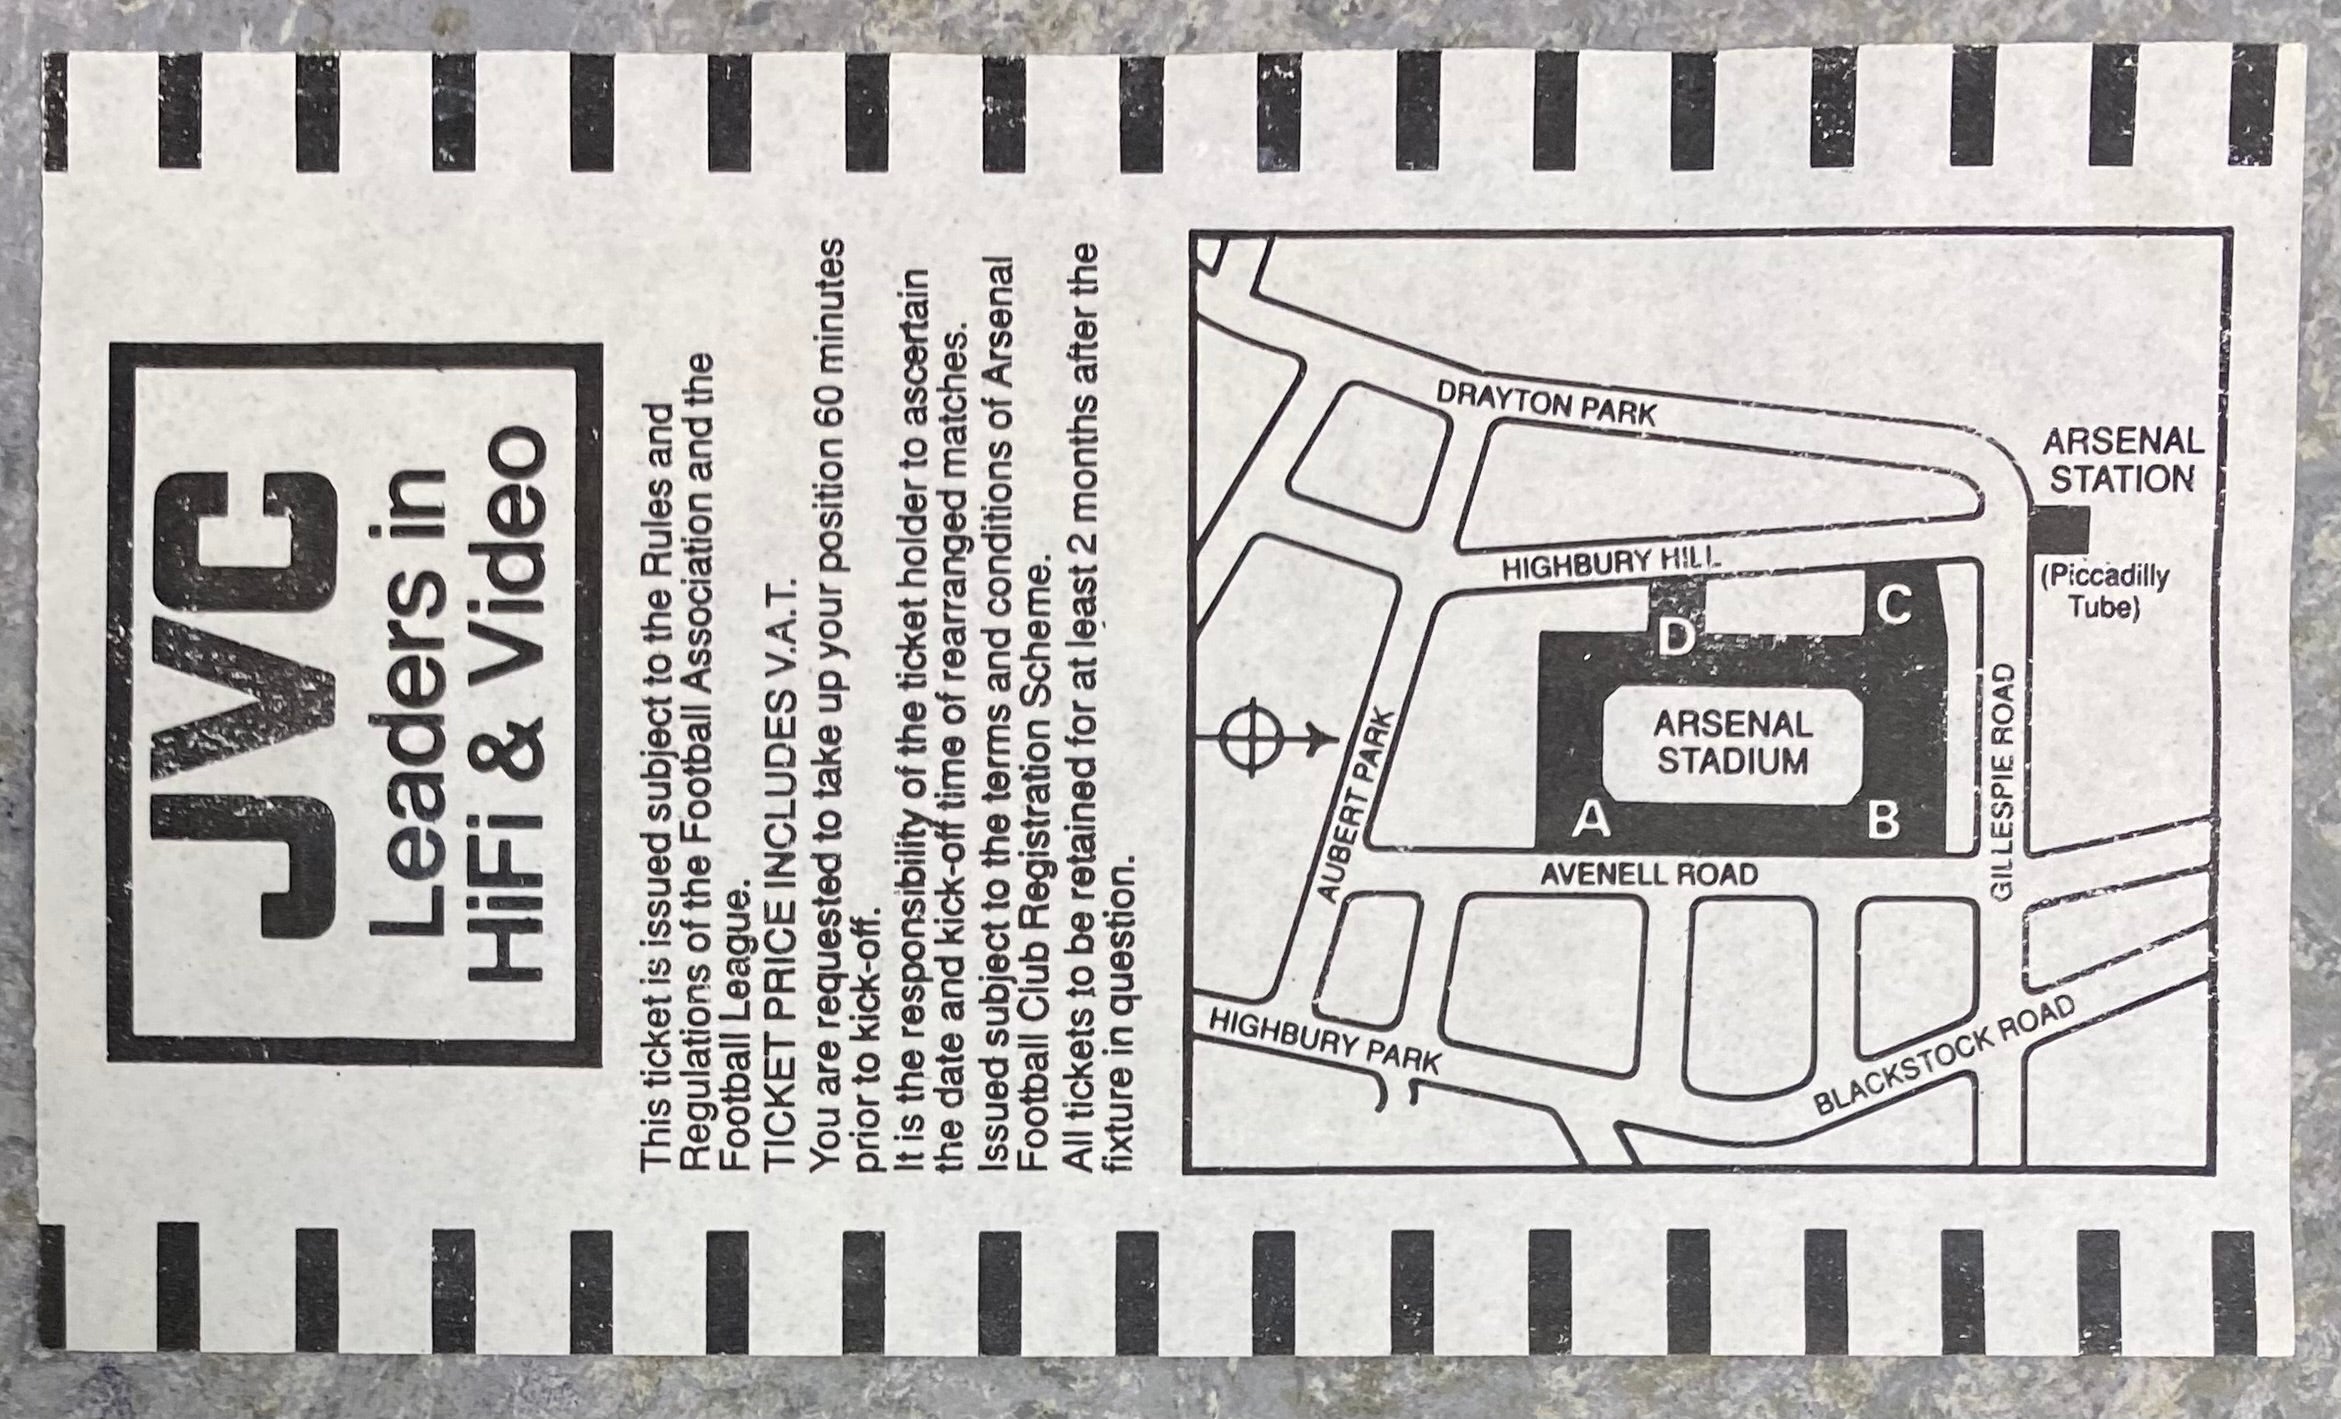 JVC
Leaders in
HiFi & Video
This ticket is issued subject to the Rules and
Regulations of the Football Association and the
Football League.
TICKET PRICE INCLUDES V.A.T.
You are requested to take up your position 60 minutes
prior to kick-off.
It is the responsibility of the ticket holder to ascertain
the date and kick-off time of rearranged matches.
Issued subject to the terms and conditions of Arsenal
Football Club Registration Scheme.
All tickets to be retained for at least 2 months after the
fixture in question.
DRAYTON PARK
ARSENAL
STATION
(Piccadilly
Tube)
HIGHBURY HILL
C
D
ARSENAL
STADIUM
A
B
AUBERT PARK
GILLESPIE ROAD
AVENELL ROAD
HIGHBURY PARK
BLACKSTOCK ROAD